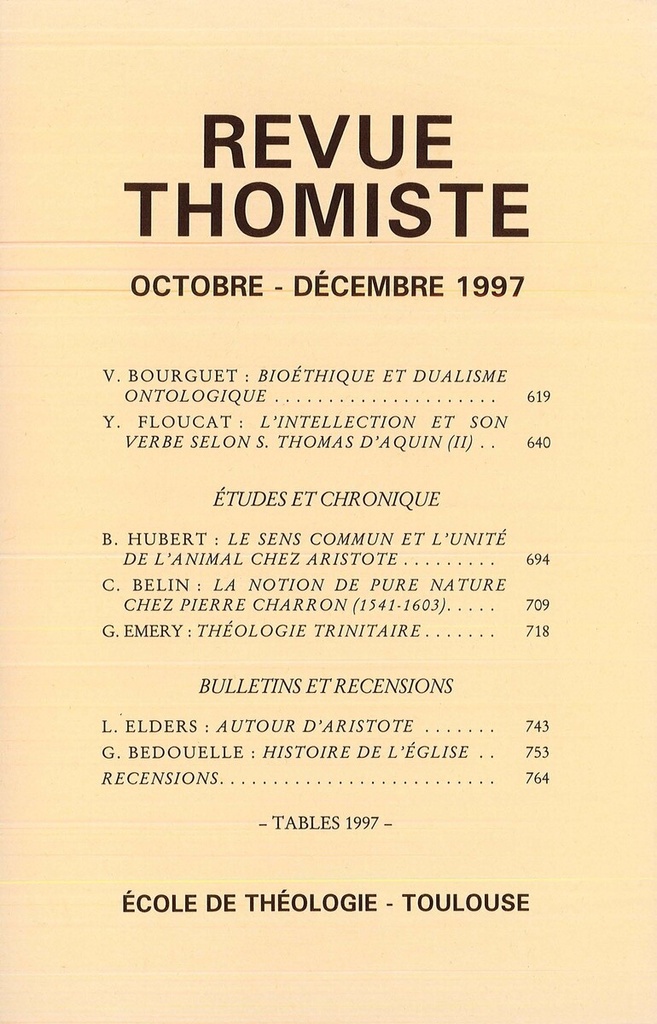 REVUE
THOMISTE
OCTOBRE - DÉCEMBRE 1997
V. BOURGUET : BIOÉTHIQUE ET DUALISME
ONTOLOGIQUE . . . . . . . . . . . . . . . . . . . . . 619
Y. FLOUCAT : L'INTELLECTION ET SON
VERBE SELON S. THOMAS D'AQUIN (II) . . 640
ÉTUDES ET CHRONIQUE
B. HUBERT : LE SENS COMMUN ET L'UNITÉ
DE L'ANIMAL CHEZ ARISTOTE . . . . . . . . . 694
C. BELIN : LA NOTION DE PURE NATURE
CHEZ PIERRE CHARRON (1541-1603). . . . . 709
G. EMERY : THÉOLOGIE TRINITAIRE . . . . . . . 718
BULLETINS ET RECENSIONS
L. ELDERS : AUTOUR D'ARISTOTE . . . . . . . 743
G. BEDOUELLE : HISTOIRE DE L'ÉGLISE . . 753
RECENSIONS. . . . . . . . . . . . . . . . . . . . . . . . . . 764
– TABLES 1997 –
ÉCOLE DE THÉOLOGIE - TOULOUSE